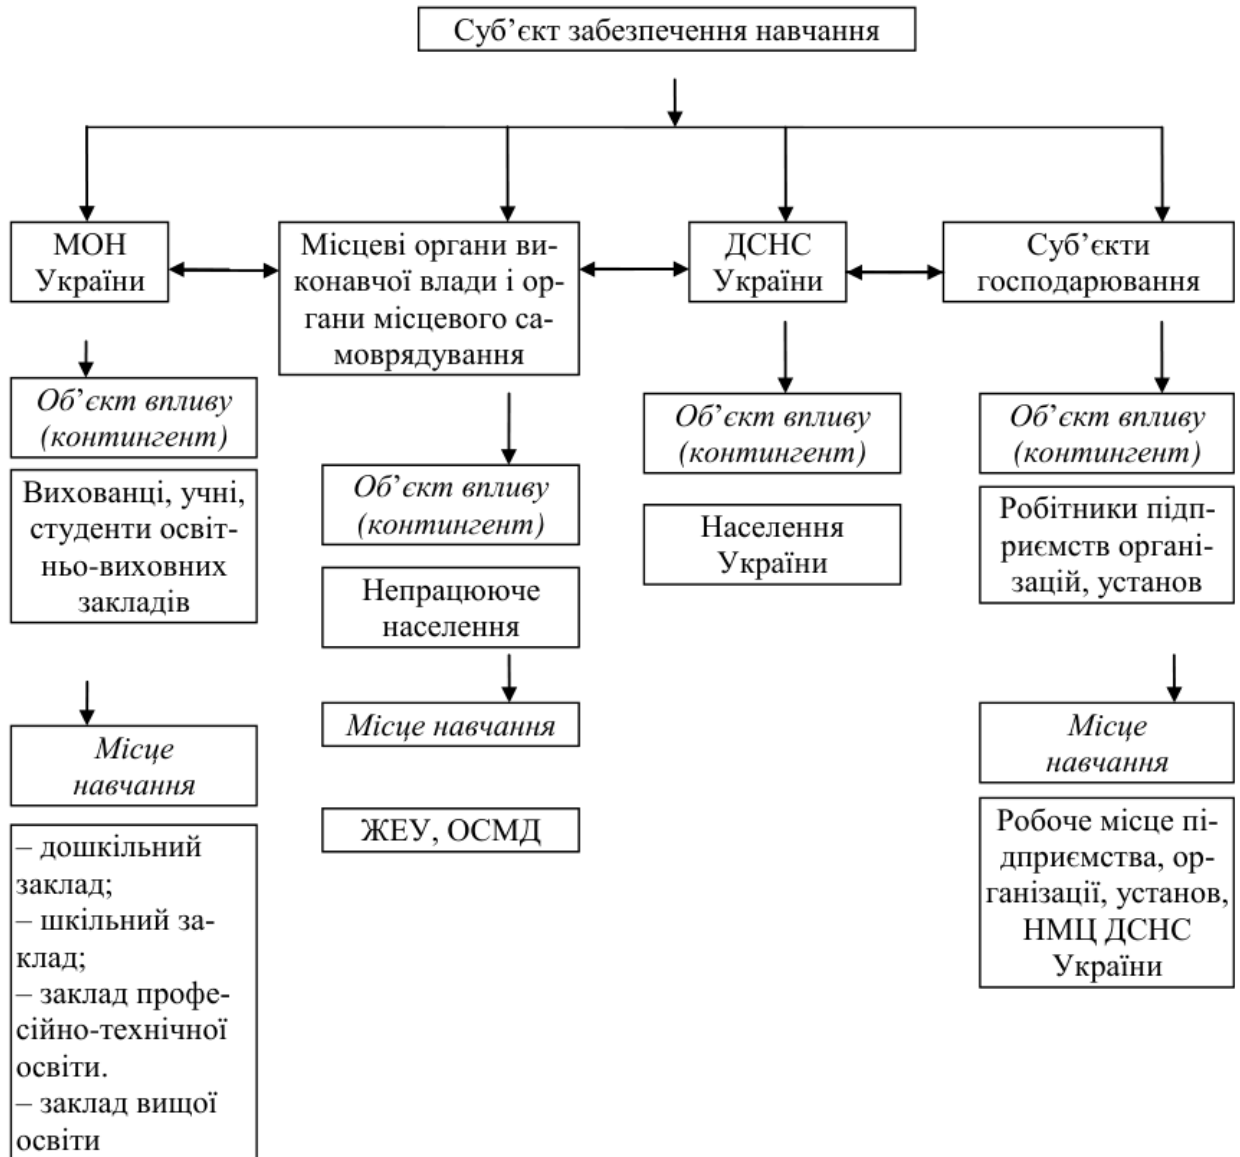 Суб’єкт забезпечення навчання
МОН
України
Місцеві органи ви-
конавчої влади і ор-
гани місцевого са-
моврядування
ДСНС
України
Суб’єкти
господарювання
Об’єкт впливу
(контингент)
Вихованці, учні,
студенти освіт-
ньо-виховних
закладів
Місце
навчання
– дошкільний
заклад;
– шкільний за-
клад;
– заклад профе-
сійно-технічної
освіти.
– заклад вищої
освіти
Об’єкт впливу
(контингент)
Непрацююче
населення
Місце навчання
ЖЕУ, ОСМД
Об’єкт впливу
(контингент)
Населення
України
Об’єкт впливу
(контингент)
Робітники підп-
риємств органі-
зацій, установ
Місце
навчання
Робоче місце пі-
дприємства, ор-
ганізації, установ,
НМЦ ДСНС
України